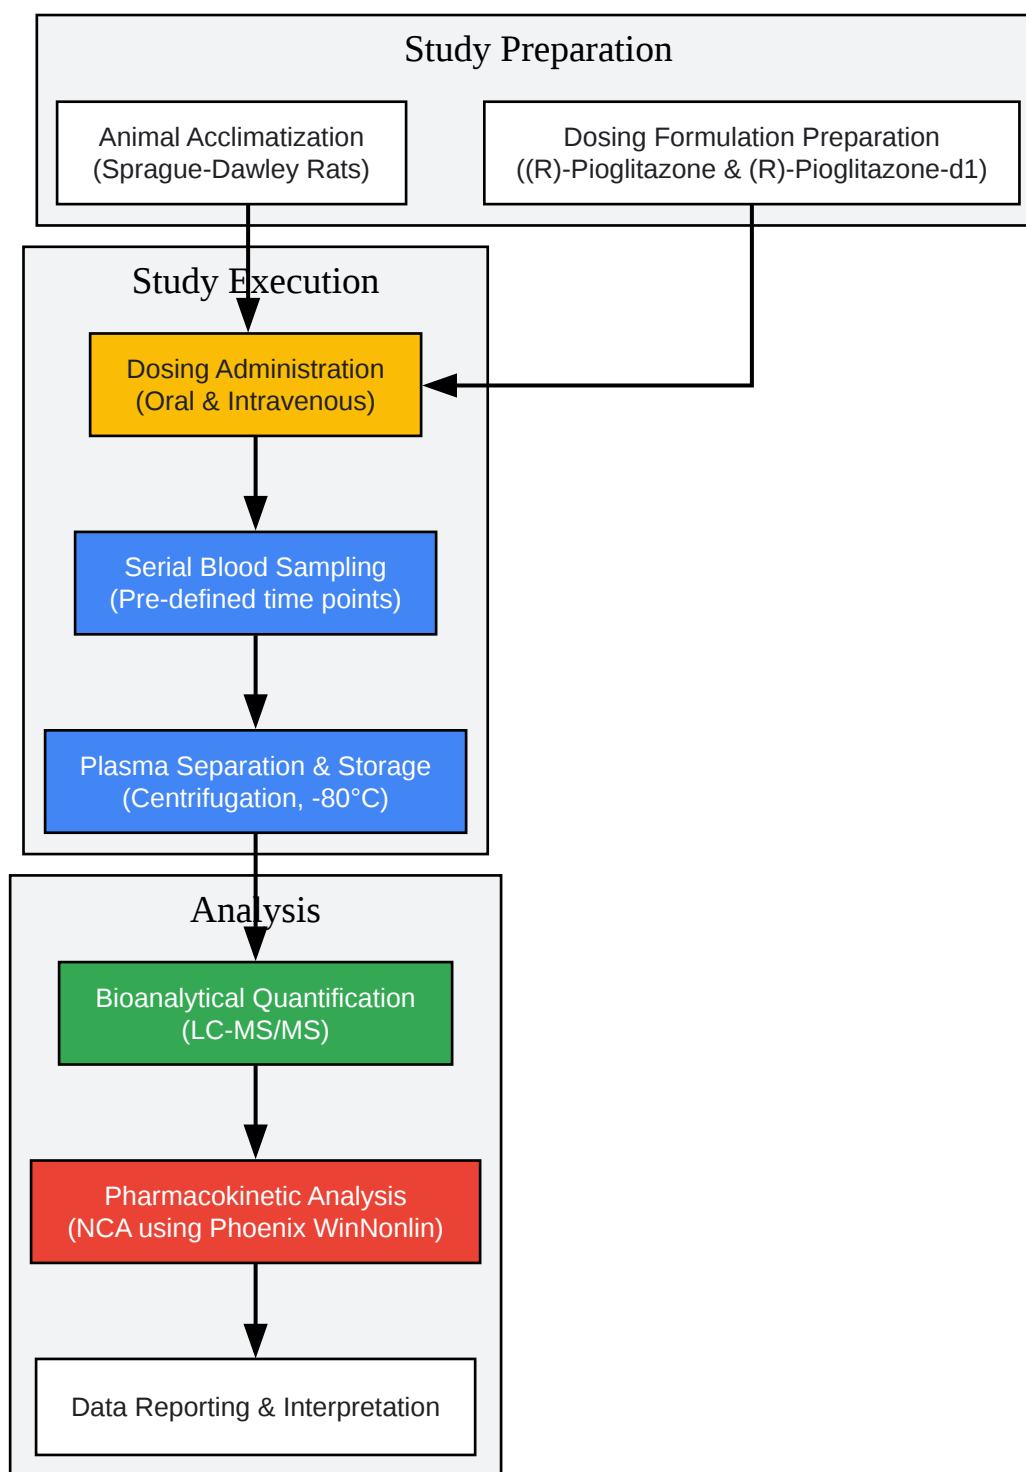 Study Preparation
Animal Acclimatization
(Sprague-Dawley Rats)
Dosing Formulation Preparation
((R)-Pioglitazone & (R)-Pioglitazone-d1)
Study Execution
Dosing Administration
(Oral & Intravenous)
Serial Blood Sampling
(Pre-defined time points)
Plasma Separation & Storage
(Centrifugation, -80°C)
Analysis
Bioanalytical Quantification
(LC-MS/MS)
Pharmacokinetic Analysis
(NCA using Phoenix WinNonlin)
Data Reporting & Interpretation